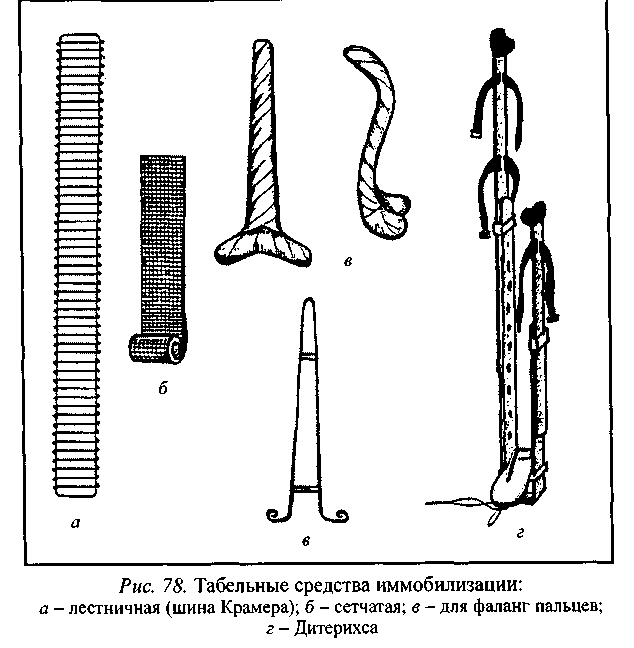 в
б
а
в
г
Рис. 78. Табельные средства иммобилизации:
а – лестничная (шина Крамера); б – сетчатая; в – для фаланг пальцев;
г – Дитерихса